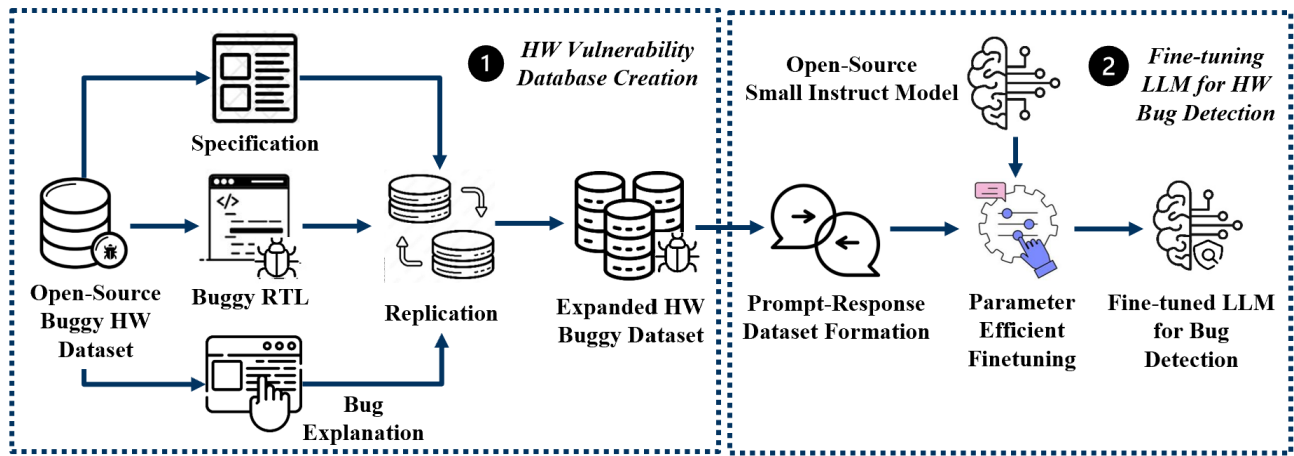 1
HW Vulnerability
Database Creation
Specification
</>
Open-Source
Buggy HW
Dataset
Buggy RTL
Replication
Expanded HW
Buggy Dataset
Bug
Explanation
2
Fine-tuning
LLM for HW
Bug Detection
Open-Source
Small Instruct Model
Prompt-Response
Dataset Formation
Parameter
Efficient
Finetuning
Fine-tuned LLM
for Bug
Detection